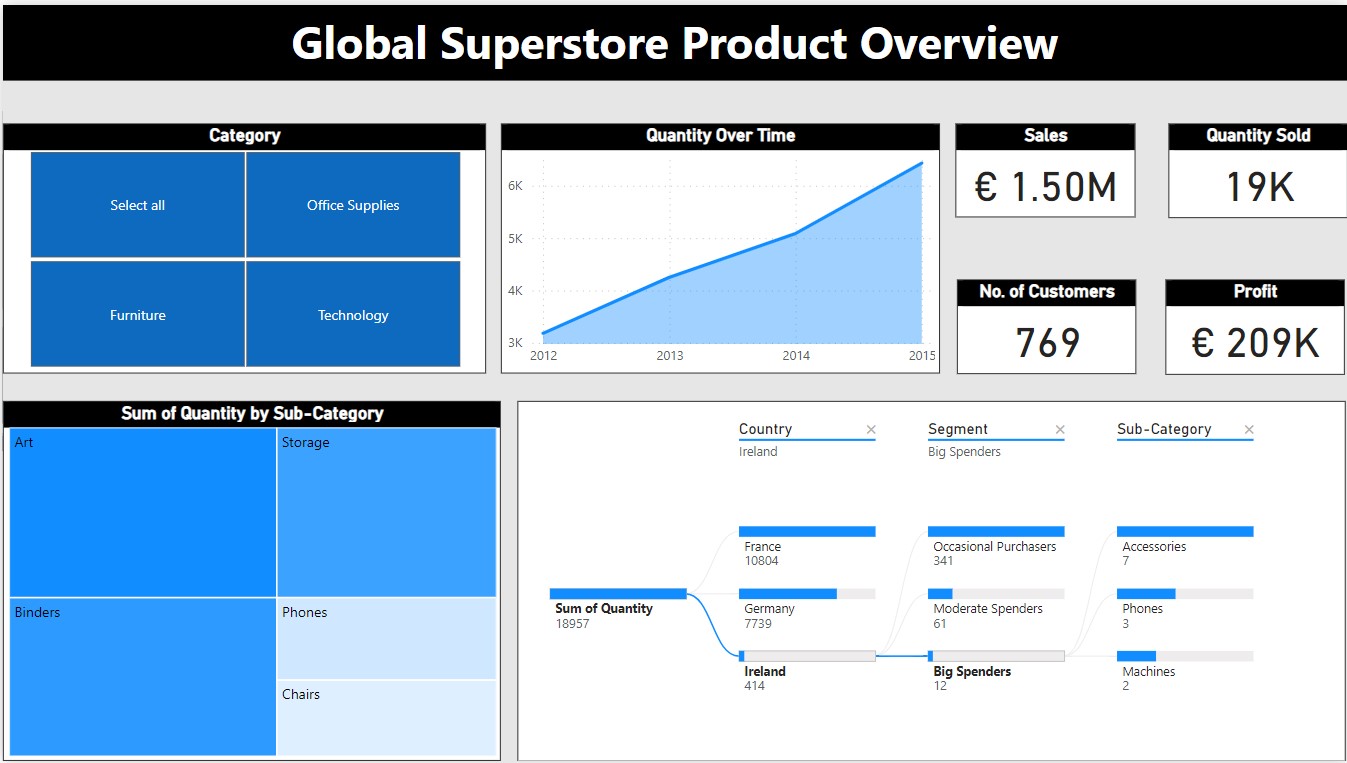 Global Superstore Product Overview
Category
Select all
Office Supplies
Furniture
Technology
Quantity Over Time
6K
5K
4K
3K
2012
2013
2014
2015
Sales
€ 1.50M
Quantity Sold
19K
No. of Customers
769
Profit
€ 209K
Sum of Quantity by Sub-Category
Art
Storage
Binders
Phones
Chairs
Country
Ireland
Segment
Big Spenders
Sub-Category
Sum of Quantity
18957
France
10804
Germany
7739
Ireland
414
Occasional Purchasers
341
Moderate Spenders
61
Big Spenders
12
Accessories
7
Phones
3
Machines
2